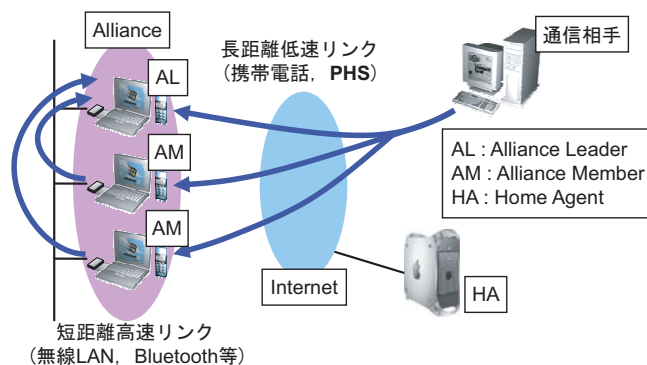 Alliance
AL
AM
AM
長距離低速リンク
（携帯電話，PHS）
通信相手
AL : Alliance Leader
AM : Alliance Member
HA : Home Agent
Internet
HA
短距離高速リンク
（無線LAN，Bluetooth等）